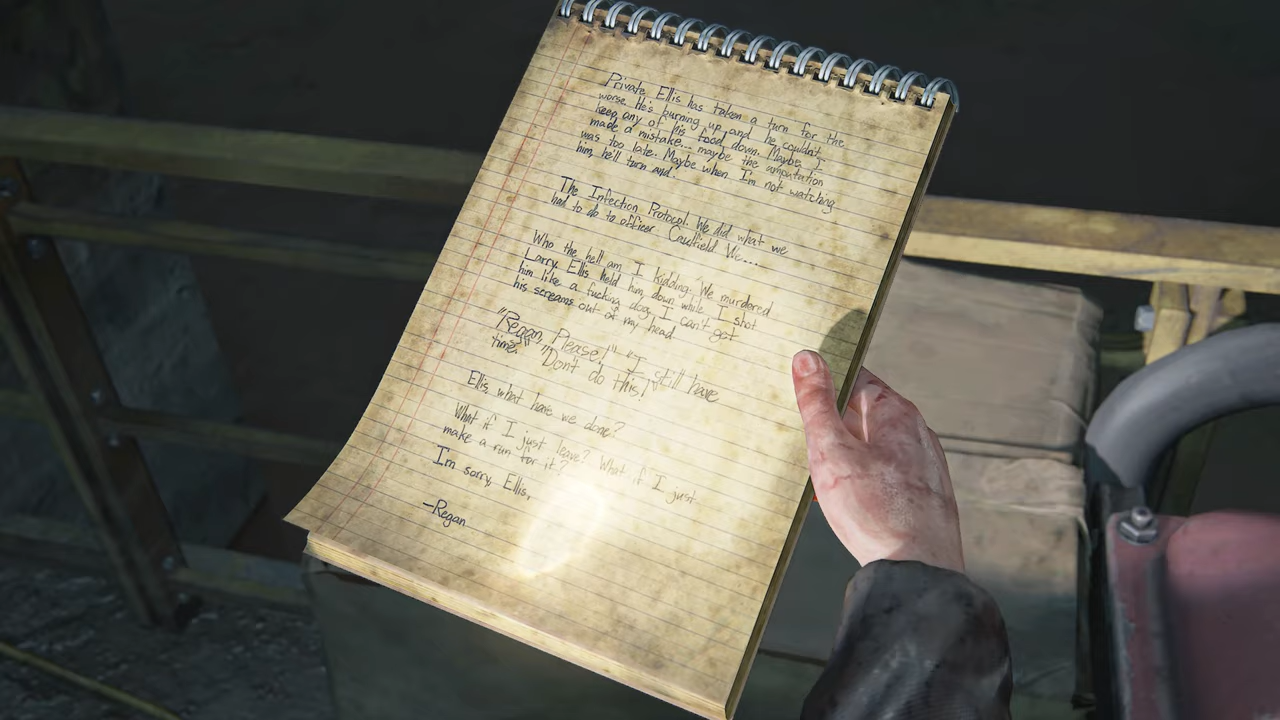 Private Ellis has taken a turn for the
worse. He's burning up and he couldn't
keep any of his food down. Maybe I
made a mistake... maybe the amputation
was too late. Maybe when I'm not watching
him, he'll turn and.
The Infection Protocol. We did what we
had to do to officer Caulfield. We....
Who the hell am I kidding. We murdered
Larry. Ellis held him down while I shot
him like a fucking dog. I can't get
his screams out of my head.
"Regan, Please!" "I still have
time." "Don't do this!"
Ellis, what have we done?
What if I just leave? What if I just
make a run for it?
I'm sorry, Ellis,
-Regan